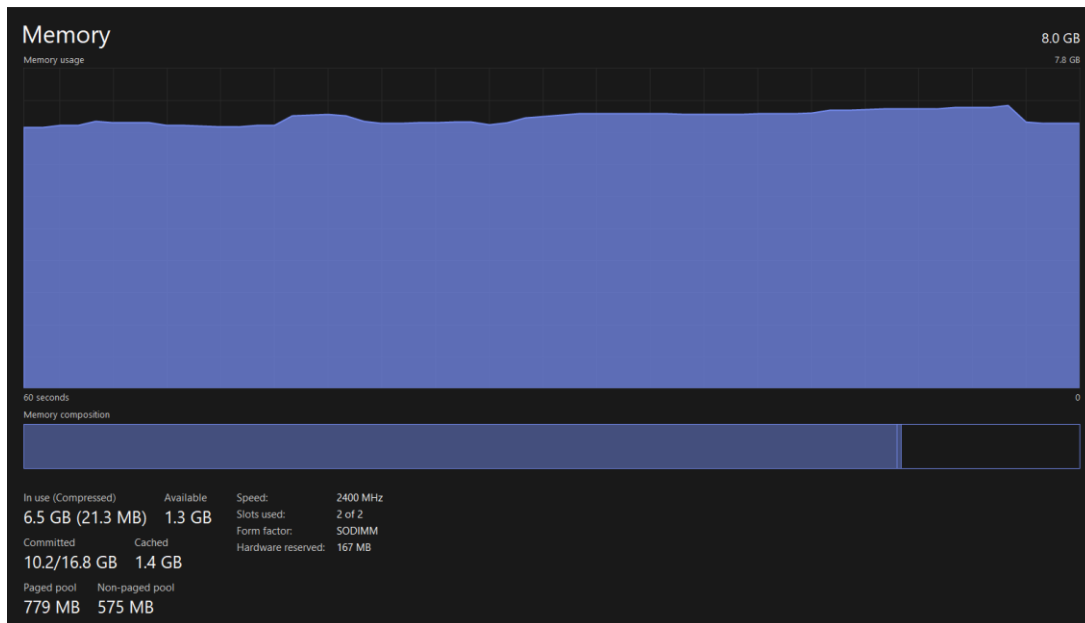 Memory 8.0 GB
Memory usage 7.8 GB
60 seconds 0
Memory composition
In use (Compressed) Available
6.5 GB (21.3 MB) 1.3 GB
Committed Cached
10.2/16.8 GB 1.4 GB
Paged pool Non-paged pool
779 MB 575 MB
Speed: 2400 MHz
Slots used: 2 of 2
Form factor: SODIMM
Hardware reserved: 167 MB